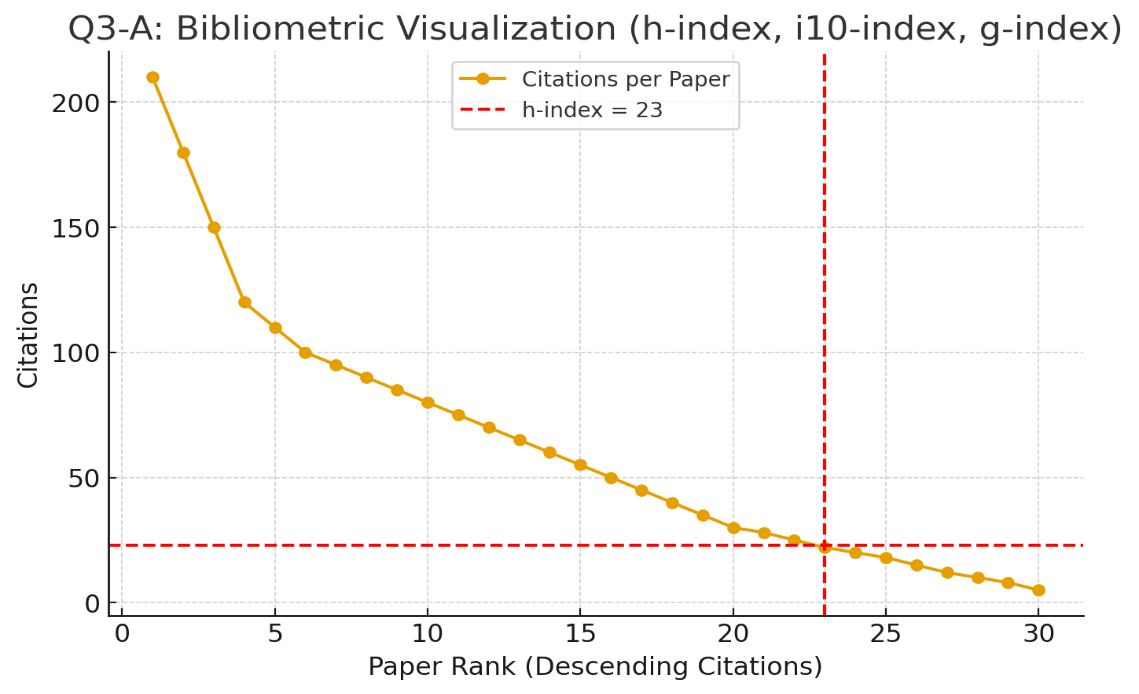 Q3-A: Bibliometric Visualization (h-index, i10-index, g-index)
Citations per Paper
h-index = 23
200
150
100
50
0
Citations
0 5 10 15 20 25 30
Paper Rank (Descending Citations)